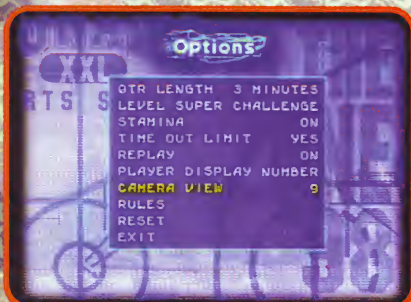 Options
XXL
RTS S
QTR LENGTH 3 MINUTES
LEVEL SUPER CHALLENGE
STAMINA ON
TIME OUT LIMIT YES
REPLAY ON
PLAYER DISPLAY NUMBER
CAMERA VIEW 9
RULES
RESET
EXIT